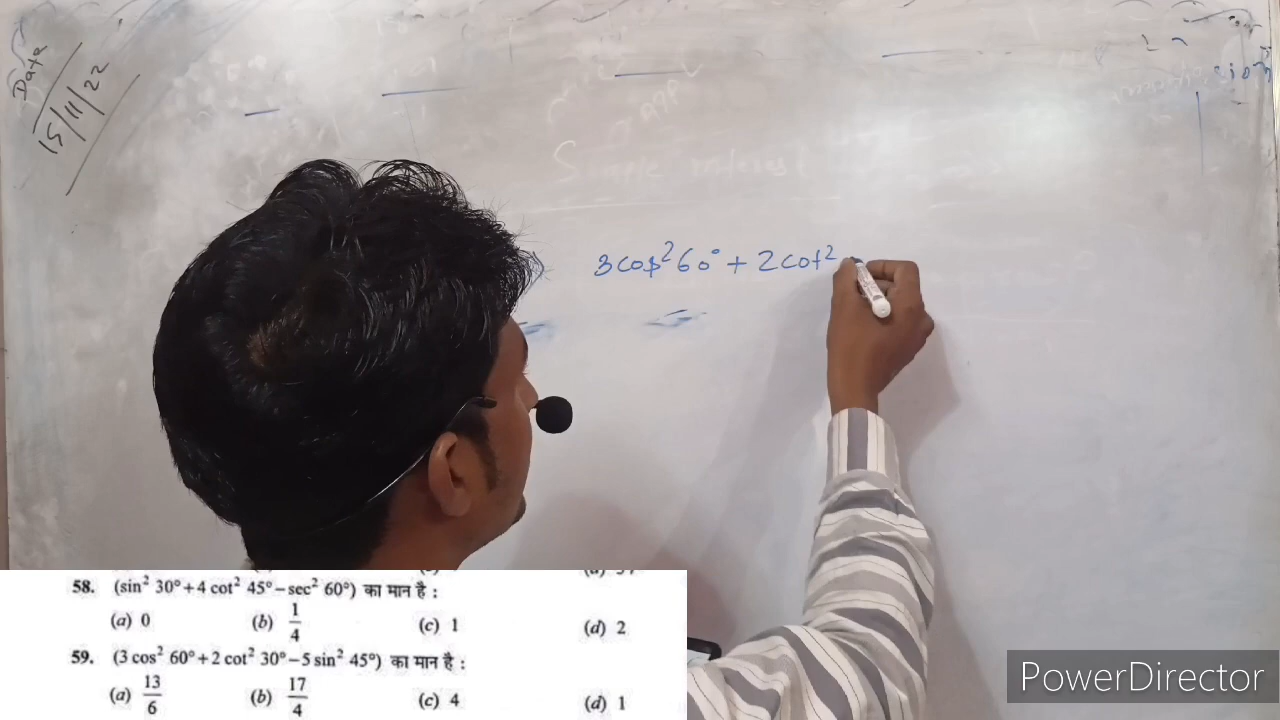 Date
15/11/22
3cos²60° + 2cot²
58. (sin² 30°+4 cot² 45°−sec² 60°) का मान है :
(a) 0 (b) 1/4 (c) 1 (d) 2
59. (3 cos² 60°+2 cot² 30°−5 sin² 45°) का मान है :
(a) 13/6 (b) 17/4 (c) 4 (d) 1
PowerDirector